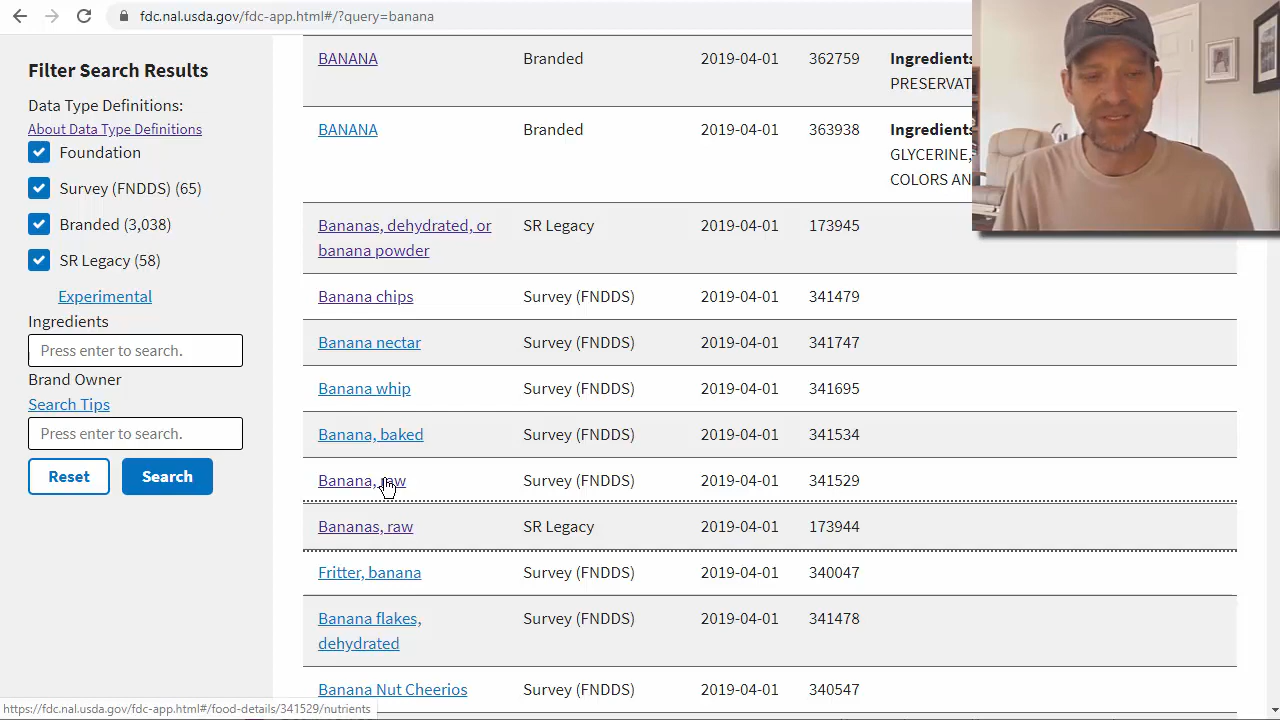 fdc.nal.usda.gov/fdc-app.html#/?query=banana
Filter Search Results
Data Type Definitions:
About Data Type Definitions
Foundation
Survey (FNDDS) (65)
Branded (3,038)
SR Legacy (58)
Experimental
Ingredients
Press enter to search.
Brand Owner
Search Tips
Press enter to search.
Reset Search
BANANA Branded 2019-04-01 362759 Ingredients
PRESERVAT
BANANA Branded 2019-04-01 363938 Ingredients
GLYCERINE,
COLORS AN
Bananas, dehydrated, or SR Legacy 2019-04-01 173945
banana powder
Banana chips Survey (FNDDS) 2019-04-01 341479
Banana nectar Survey (FNDDS) 2019-04-01 341747
Banana whip Survey (FNDDS) 2019-04-01 341695
Banana, baked Survey (FNDDS) 2019-04-01 341534
Banana, raw Survey (FNDDS) 2019-04-01 341529
Bananas, raw SR Legacy 2019-04-01 173944
Fritter, banana Survey (FNDDS) 2019-04-01 340047
Banana flakes, Survey (FNDDS) 2019-04-01 341478
dehydrated
Banana Nut Cheerios Survey (FNDDS) 2019-04-01 340547
https://fdc.nal.usda.gov/fdc-app.html#/food-details/341529/nutrients